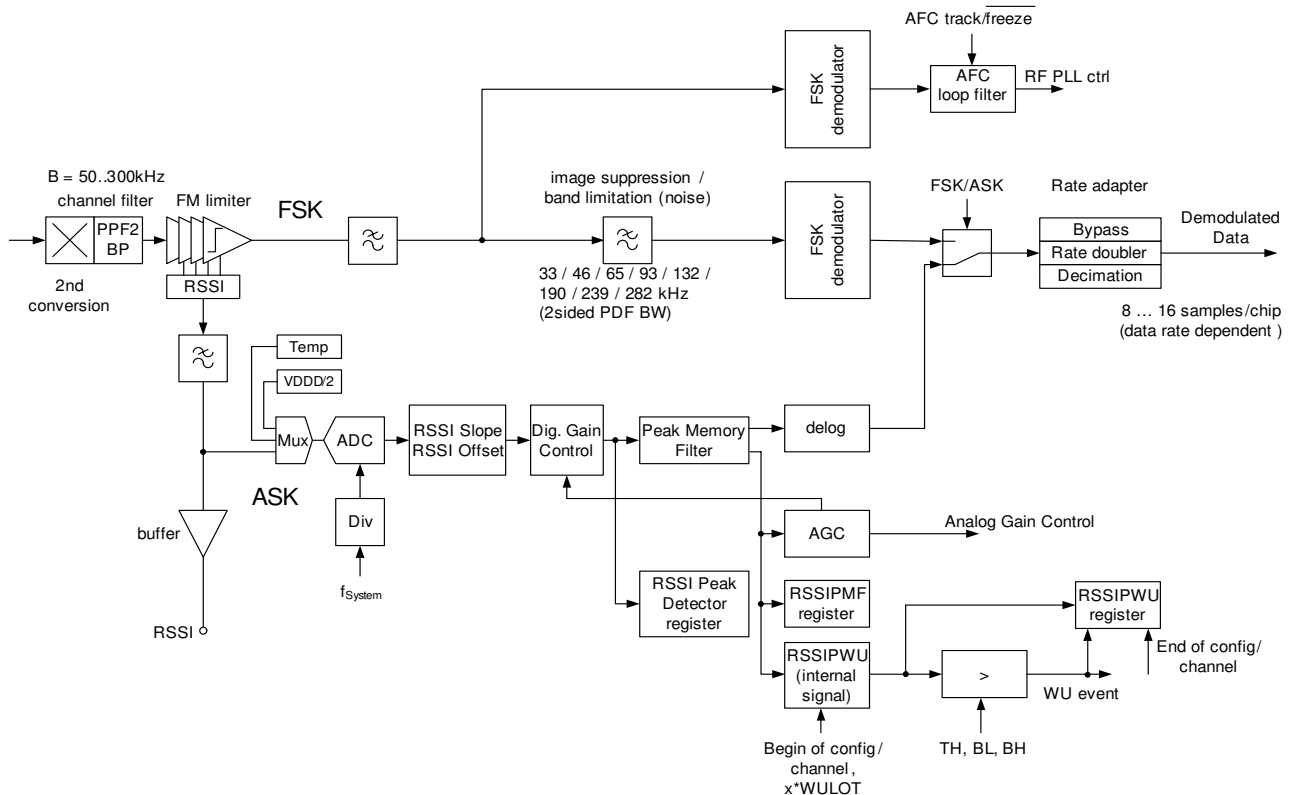 AFC track/freeze
FSK
demodulator
AFC
loop filter
RF PLL ctrl
B = 50..300kHz
channel filter
FM limiter
FSK
PPF2
BP
2nd
conversion
RSSI
image suppression /
band limitation (noise)
33 / 46 / 65 / 93 / 132 /
190 / 239 / 282 kHz
(2sided PDF BW)
FSK
demodulator
FSK/ASK
Rate adapter
Bypass
Rate doubler
Decimation
Demodulated
Data
8 ... 16 samples/chip
(data rate dependent )
Temp
VDDD/2
Mux
ADC
RSSI Slope
RSSI Offset
Dig. Gain
Control
Peak Memory
Filter
delog
ASK
Div
fSystem
buffer
RSSI
AGC
Analog Gain Control
RSSI Peak
Detector
register
RSSIPMF
register
RSSIPWU
(internal
signal)
>
RSSIPWU
register
End of config/
channel
WU event
Begin of config/
channel ,
x*WULOT
TH, BL, BH